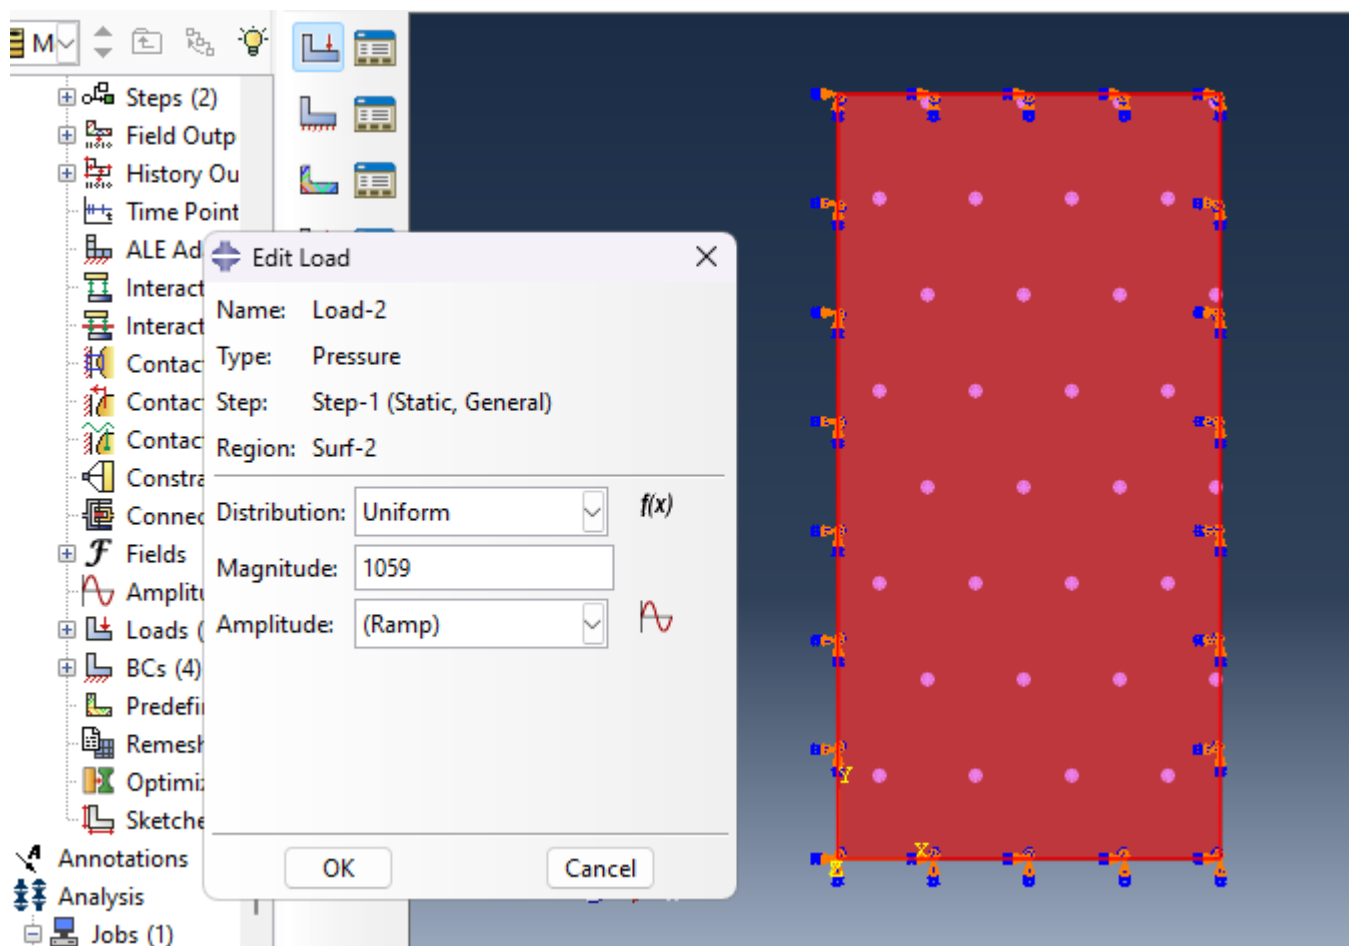 M
Steps (2)
Field Outp
History Ou
Time Point
ALE Ad
Interact
Interact
Contac
Contac
Contac
Constra
Connec
Fields
Amplitu
Loads (
BCs (4)
Predefi
Remesh
Optimiz
Sketche
Annotations
Analysis
Jobs (1)
Edit Load
Name: Load-2
Type: Pressure
Step: Step-1 (Static, General)
Region: Surf-2
Distribution: Uniform f(x)
Magnitude: 1059
Amplitude: (Ramp)
OK Cancel
Y
X
Z